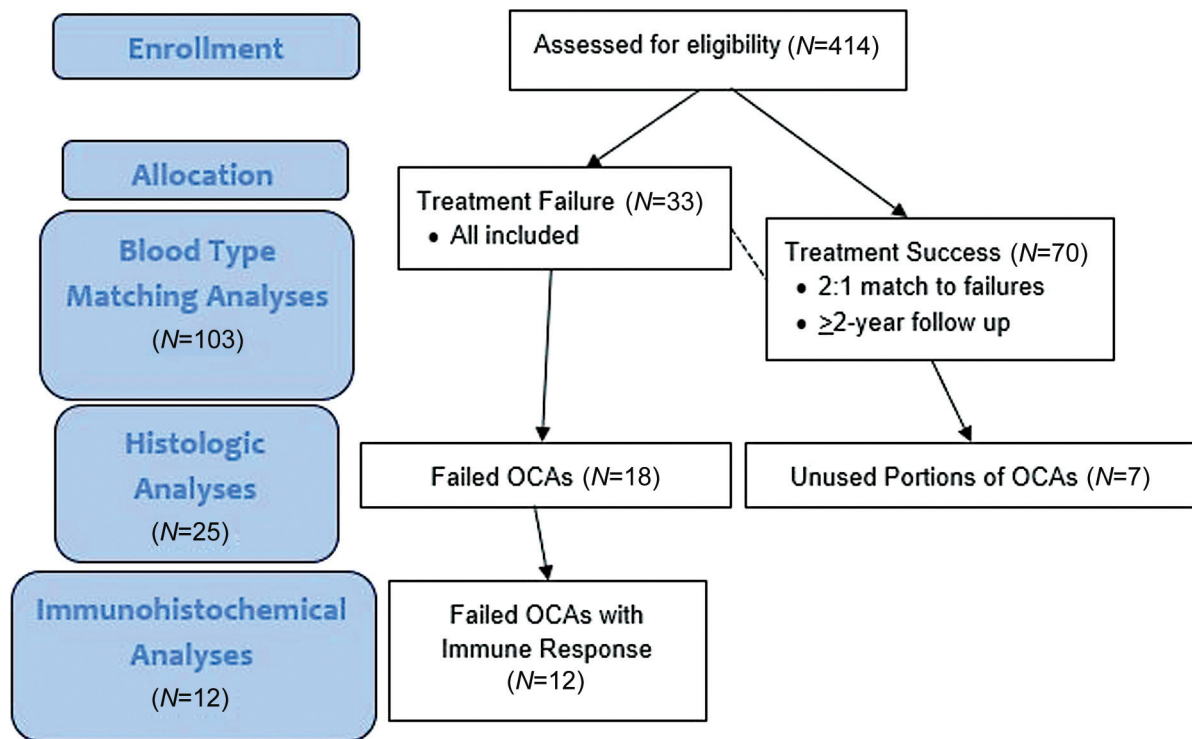 Enrollment
Assessed for eligibility (N=414)
Allocation
Treatment Failure (N=33)
• All included
Blood Type
Matching Analyses
(N=103)
Treatment Success (N=70)
• 2:1 match to failures
• ≥2-year follow up
Histologic
Analyses
(N=25)
Failed OCAs (N=18)
Unused Portions of OCAs (N=7)
Immunohistochemical
Analyses
(N=12)
Failed OCAs with
Immune Response
(N=12)